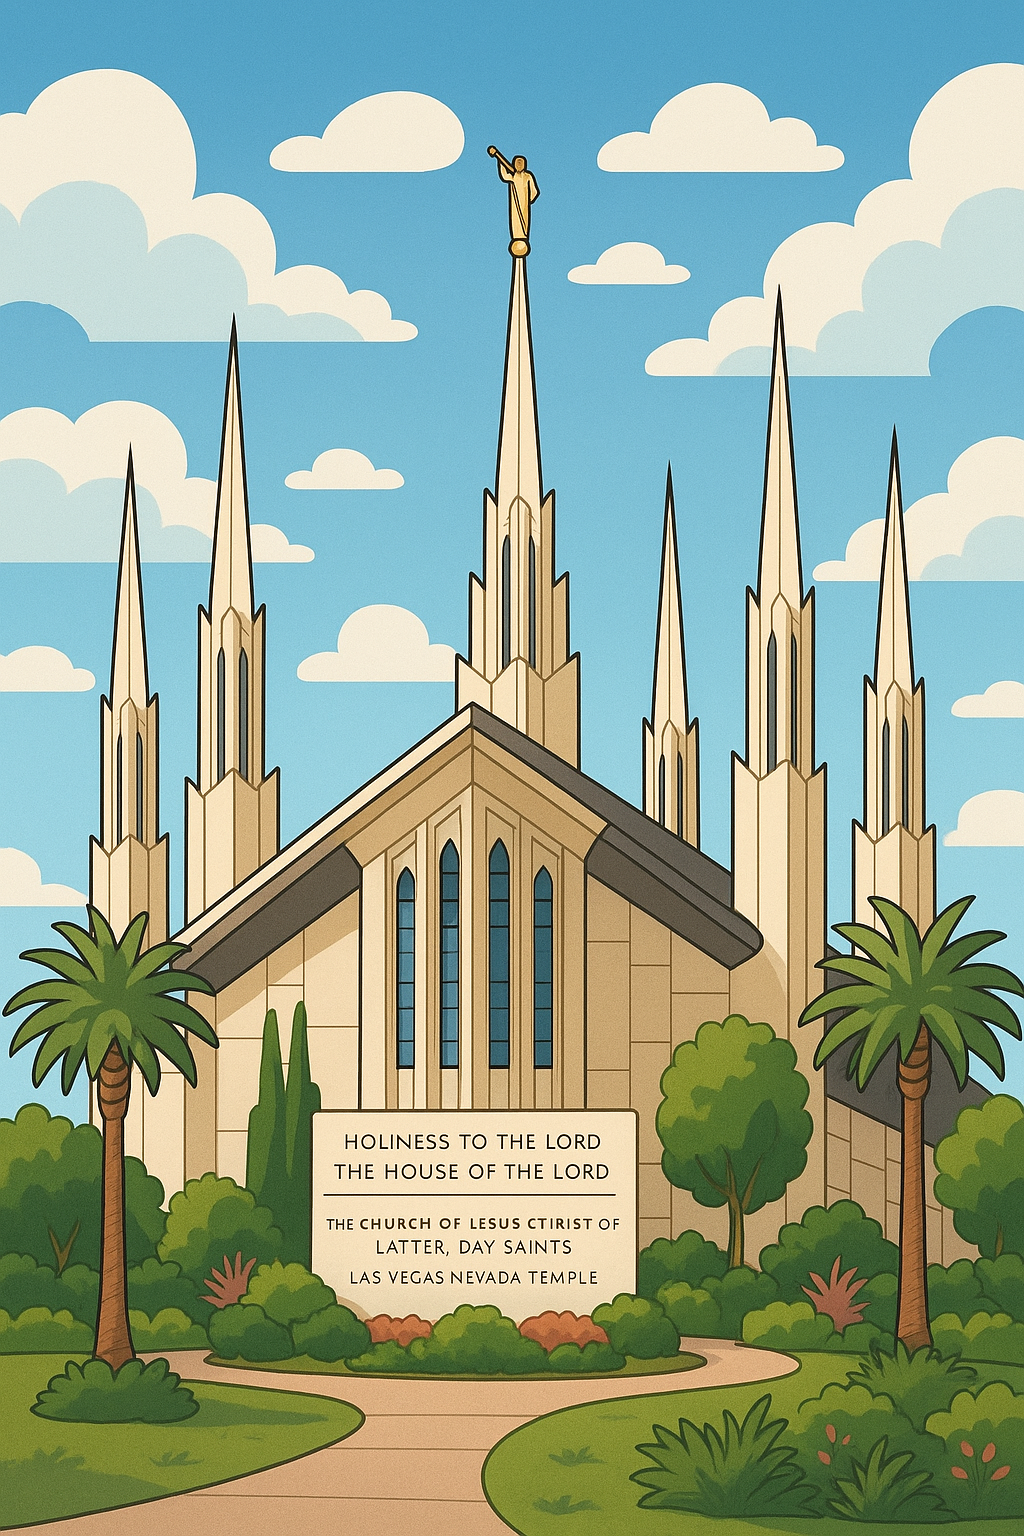 HOLINESS TO THE LORD
THE HOUSE OF THE LORD
THE CHURCH OF LESUS CTIRIST OF
LATTER, DAY SAINTS
LAS VEGAS NEVADA TEMPLE